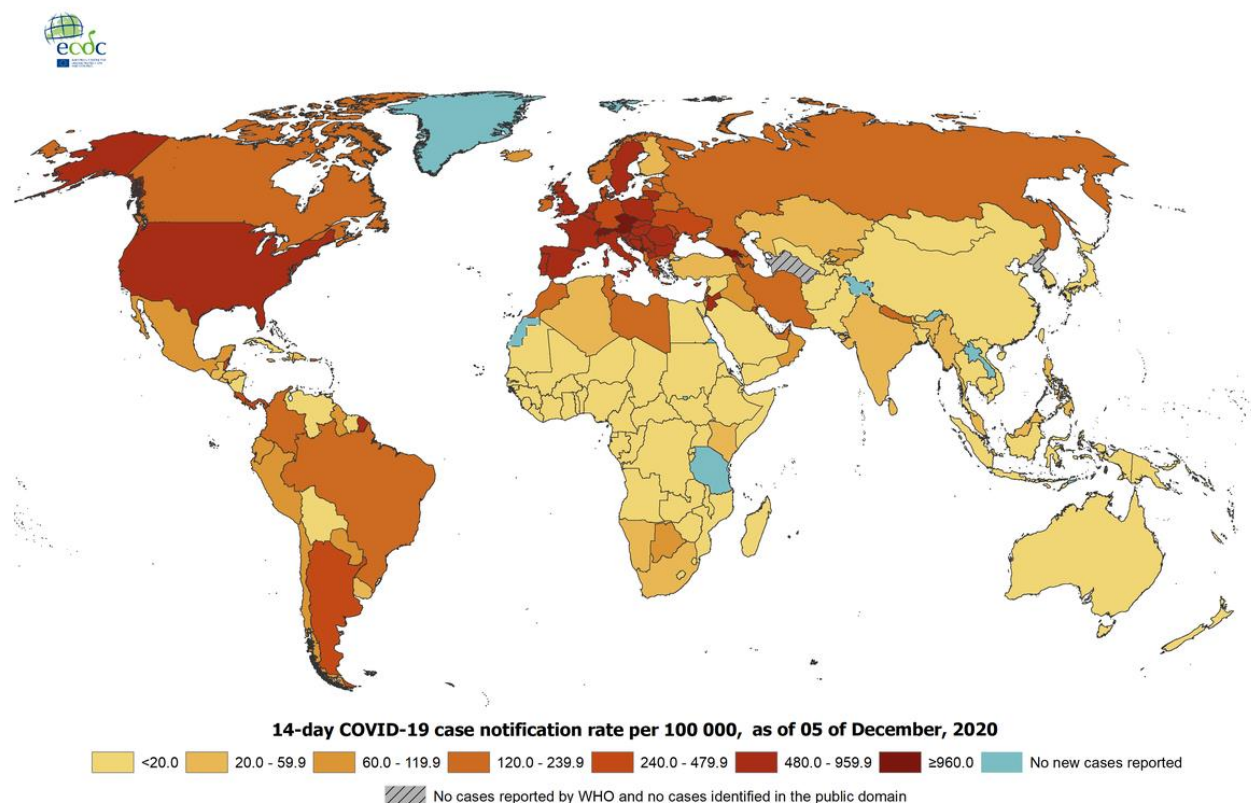 ecdc
14-day COVID-19 case notification rate per 100 000, as of 05 of December, 2020
<20.0 20.0 - 59.9 60.0 - 119.9 120.0 - 239.9 240.0 - 479.9 480.0 - 959.9 ≥960.0 No new cases reported
No cases reported by WHO and no cases identified in the public domain